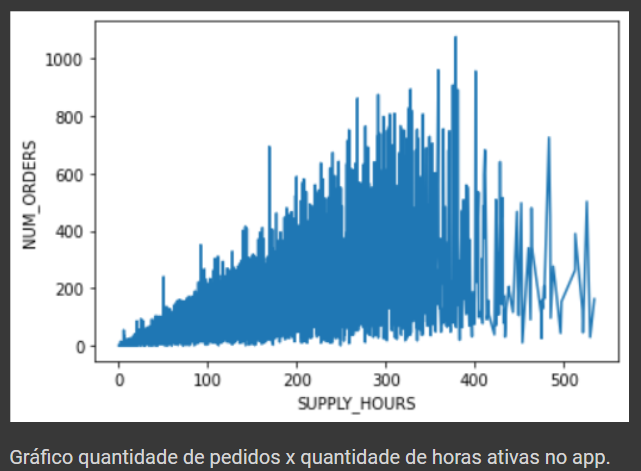 1000
800
600
400
200
0
NUM_ORDERS
0 100 200 300 400 500
SUPPLY_HOURS
Gráfico quantidade de pedidos x quantidade de horas ativas no app.